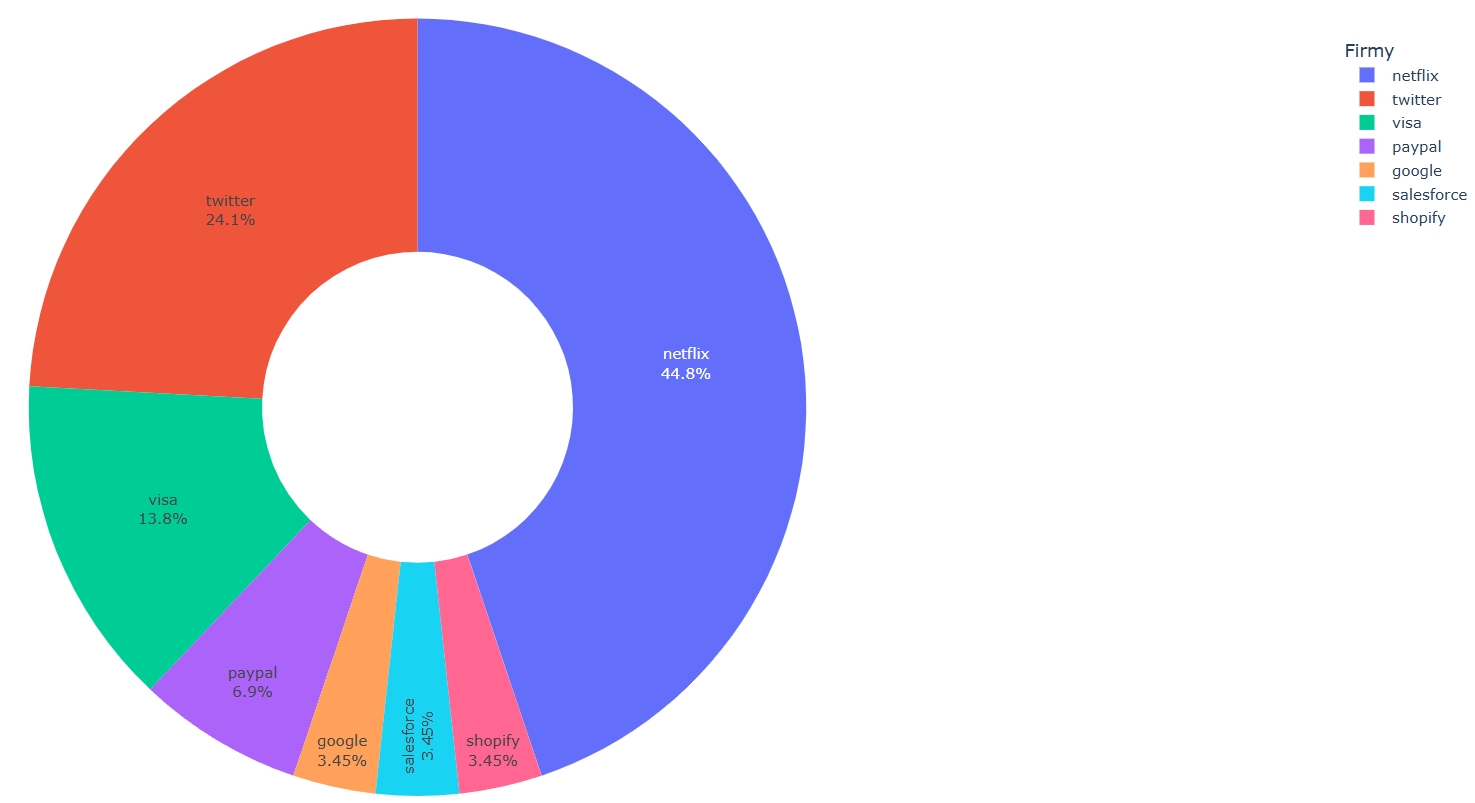 Firmy
netflix
twitter
visa
paypal
google
salesforce
shopify
twitter
24.1%
netflix
44.8%
visa
13.8%
paypal
6.9%
google
3.45%
salesforce
3.45%
shopify
3.45%